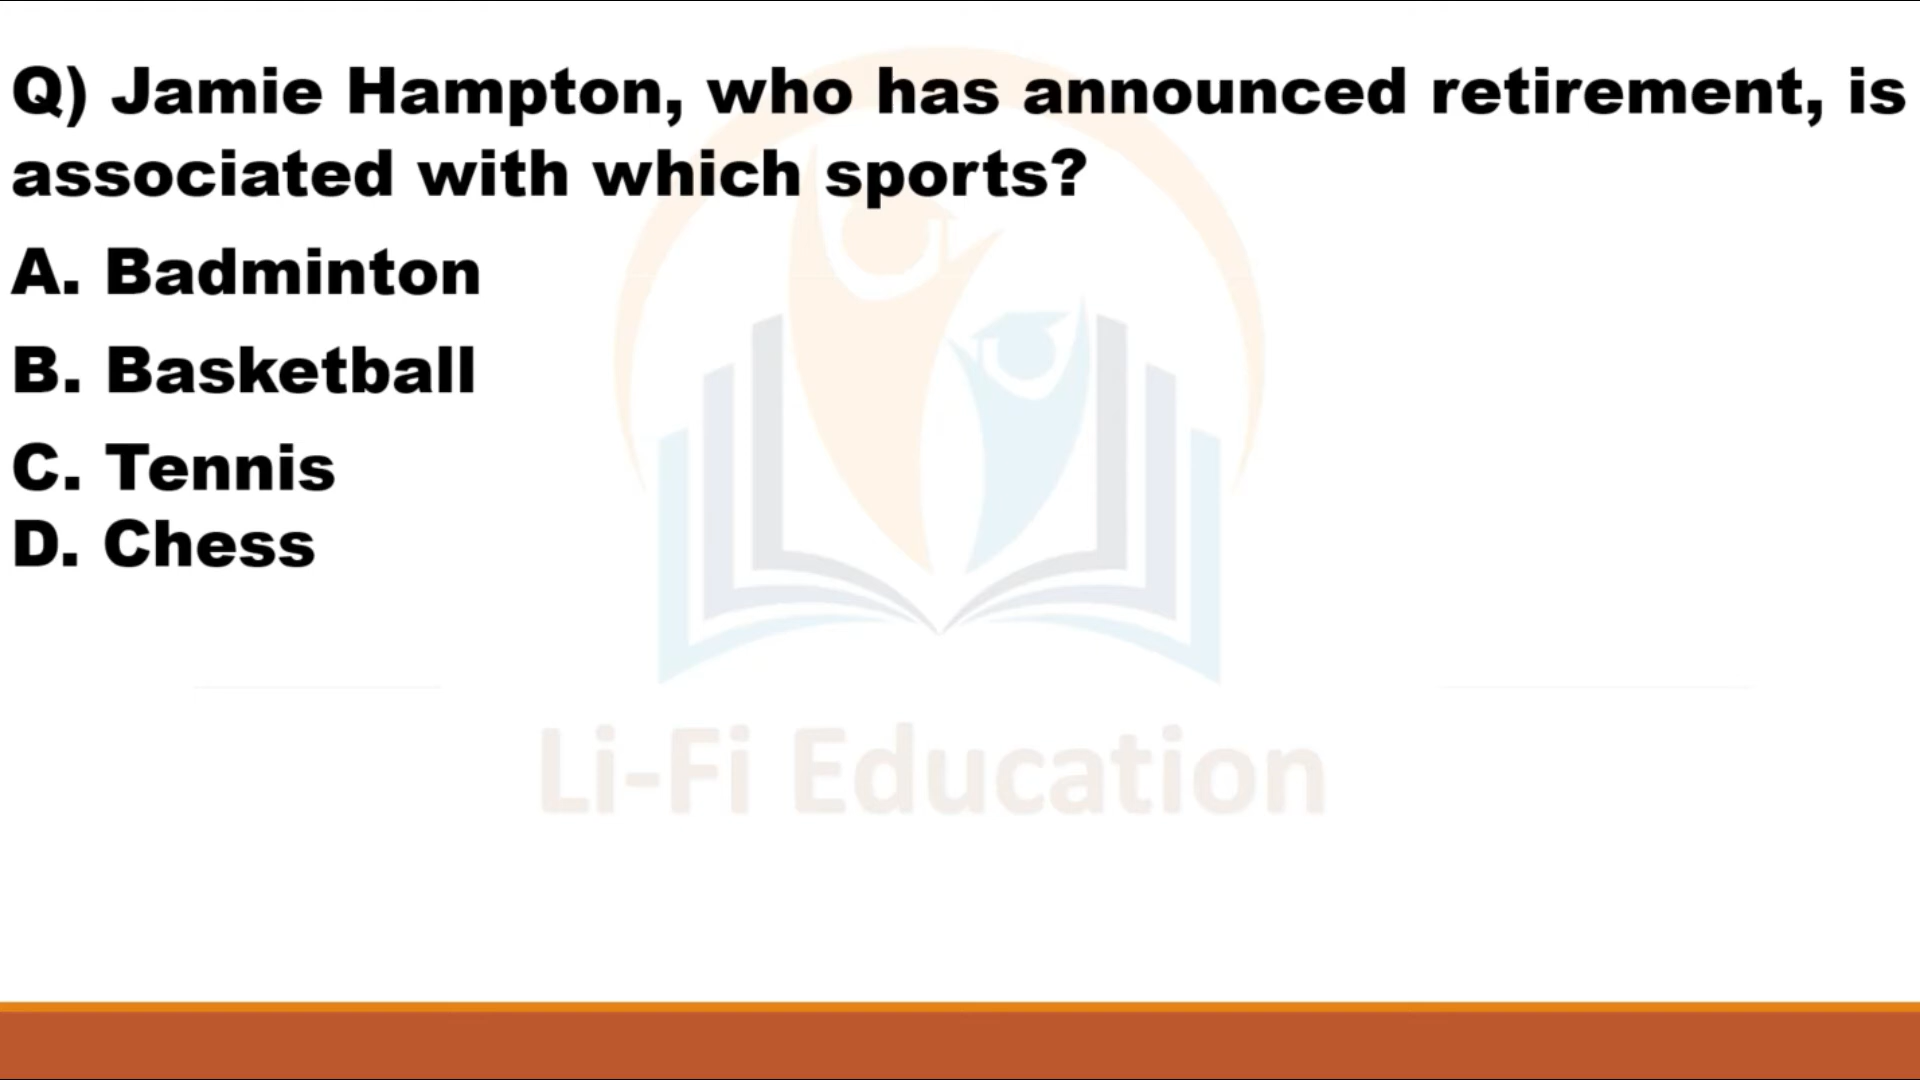 Q) Jamie Hampton, who has announced retirement, is
associated with which sports?
A. Badminton
B. Basketball
C. Tennis
D. Chess
Li-Fi Education